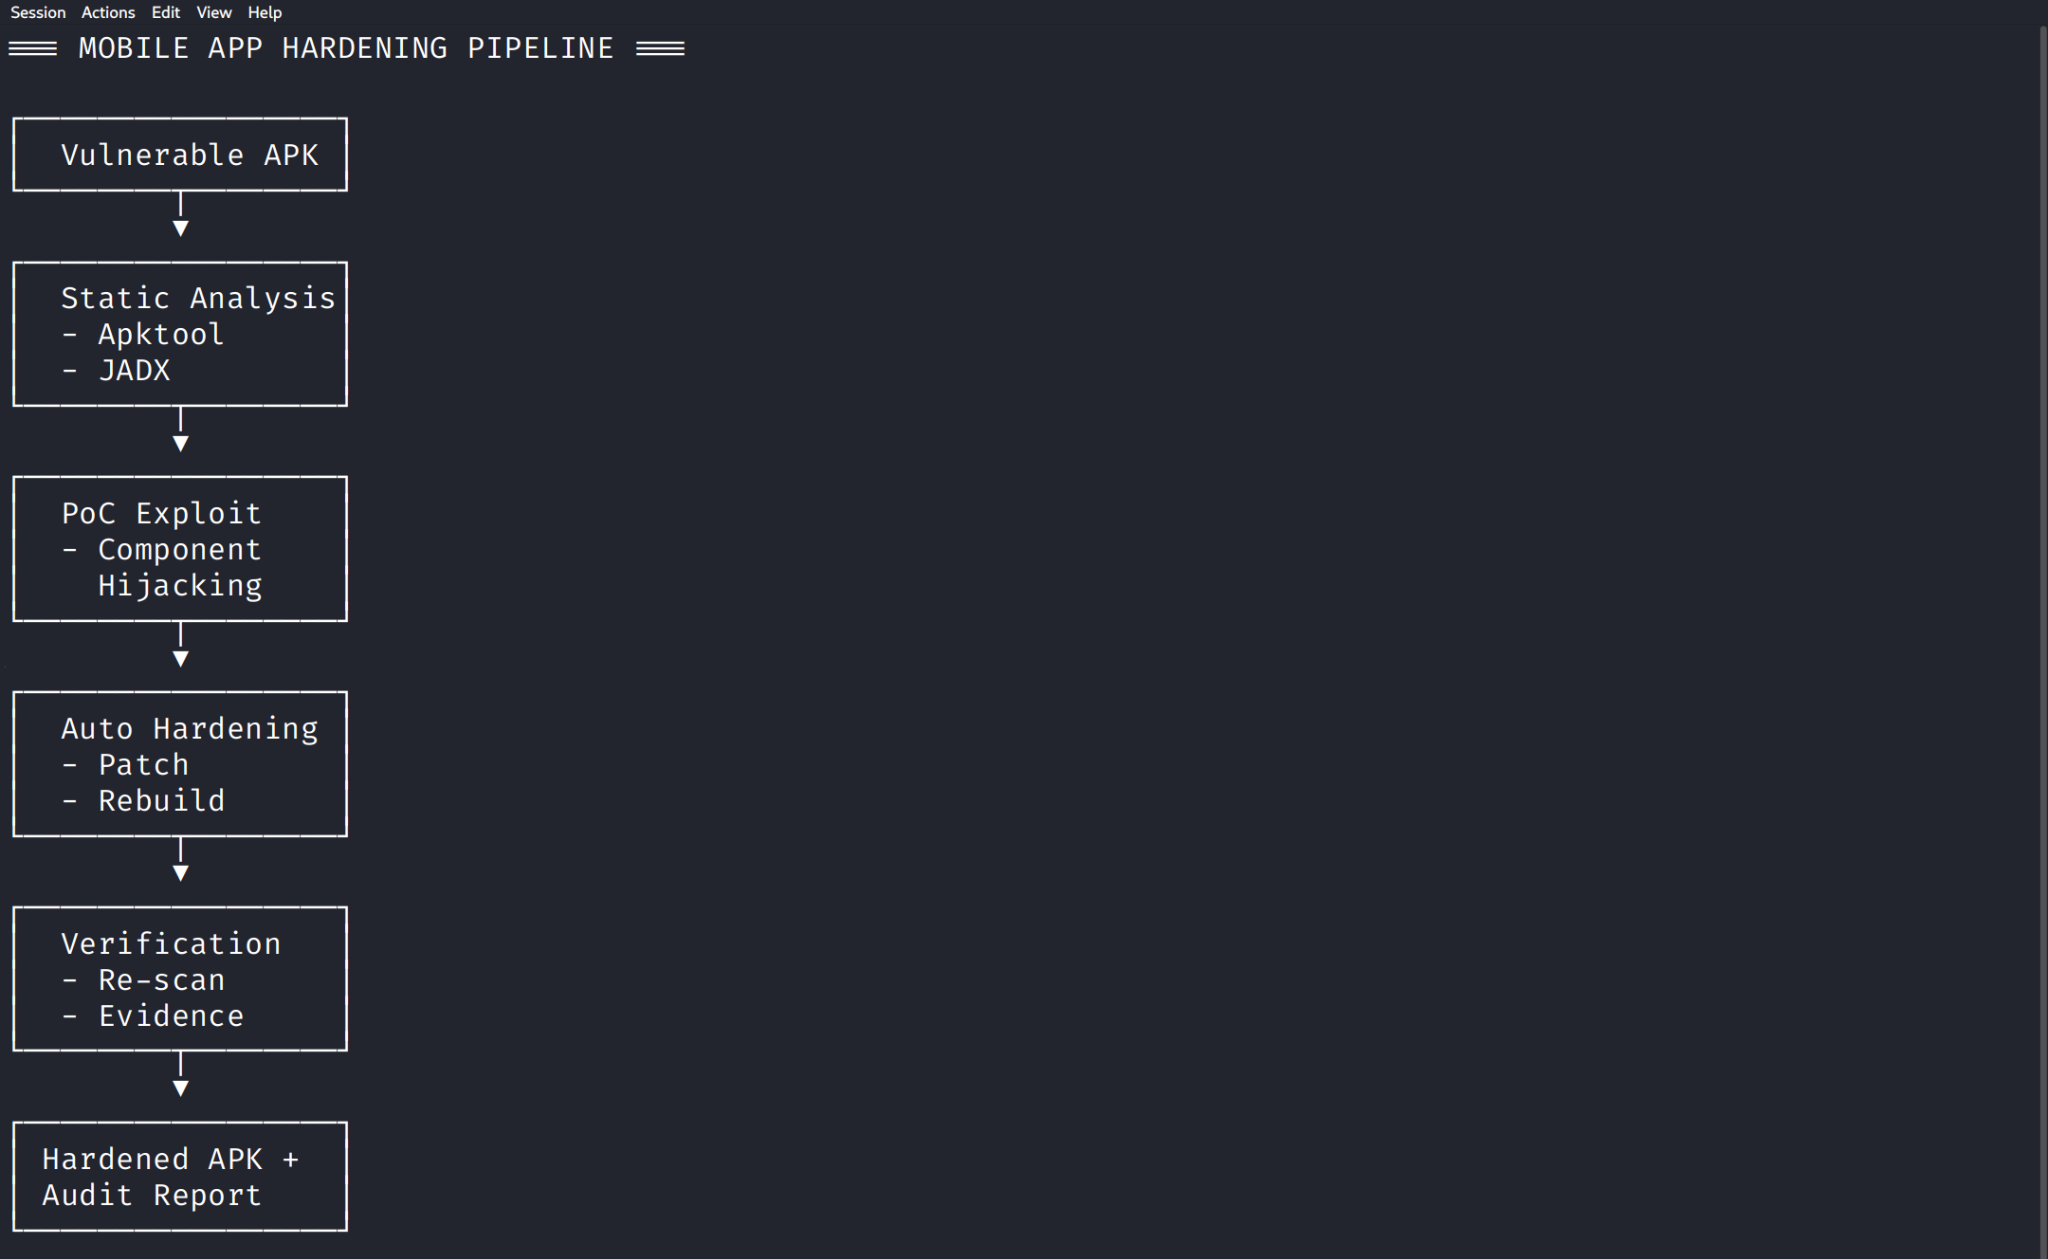 Session Actions Edit View Help
=== MOBILE APP HARDENING PIPELINE ===
Vulnerable APK
Static Analysis
- Apktool
- JADX
PoC Exploit
- Component
Hijacking
Auto Hardening
- Patch
- Rebuild
Verification
- Re-scan
- Evidence
Hardened APK +
Audit Report